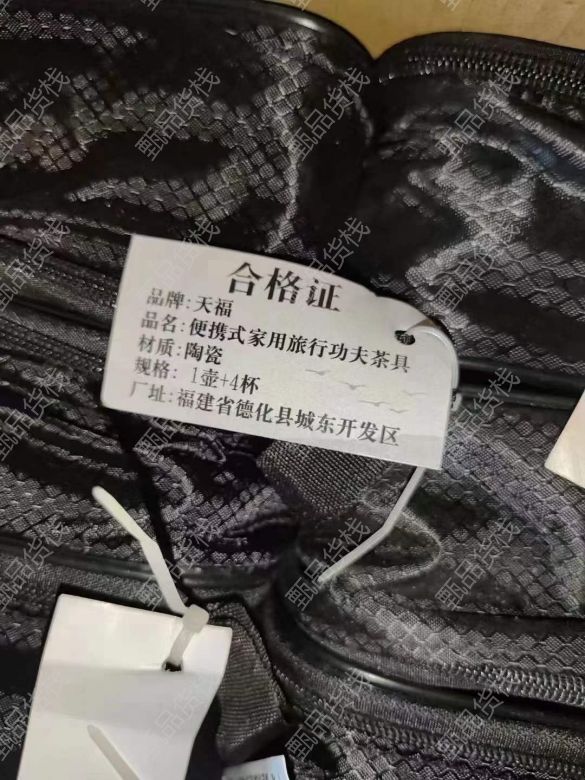 合格证
品牌:天福
品名:便携式家用旅行功夫茶具
材质:陶瓷
规格: 1壶+4杯
厂址:福建省德化县城东开发区
甄品货栈